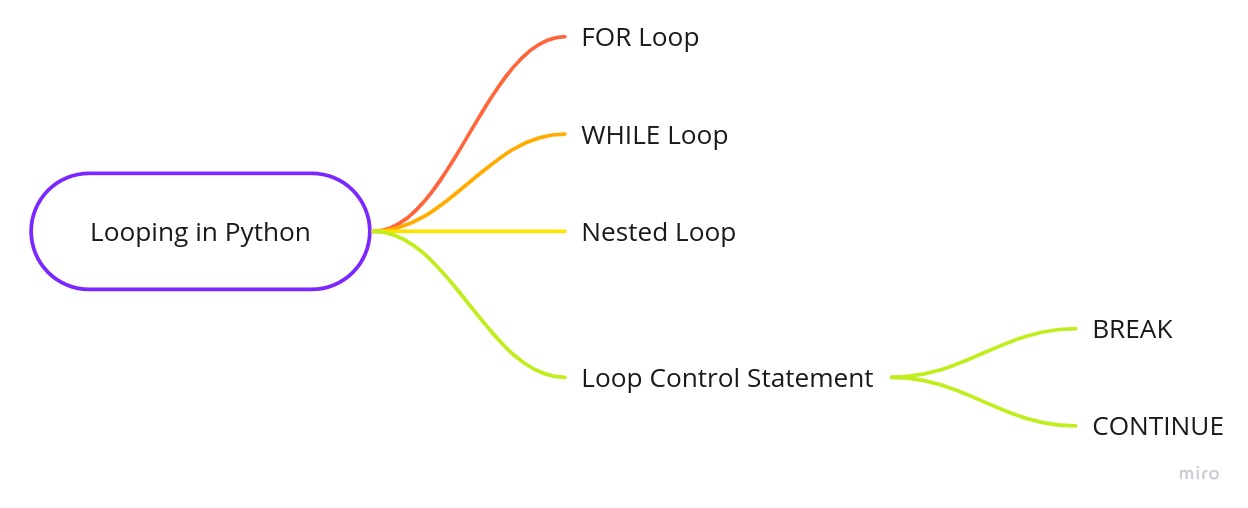 FOR Loop
WHILE Loop
Looping in Python
Nested Loop
Loop Control Statement
BREAK
CONTINUE
miro